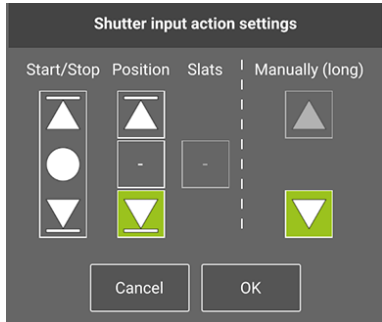 Shutter input action settings
Start/Stop Position Slats Manually (long)
- -
Cancel OK